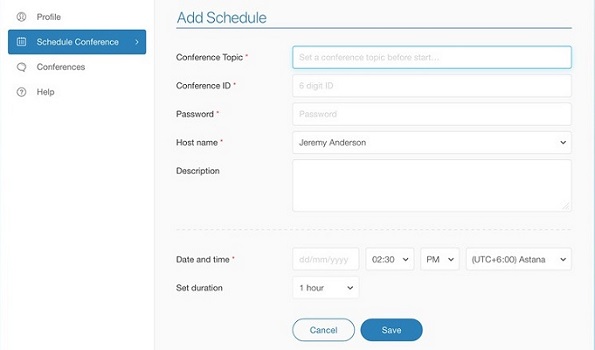 Profile
Schedule Conference
Conferences
Help
Add Schedule
Conference Topic * Set a conference topic before start...
Conference ID * 6 digit ID
Password * Password
Host name * Jeremy Anderson
Description
Date and time * dd/mm/yyyy 02:30 PM (UTC+6:00) Astana
Set duration 1 hour
Cancel Save